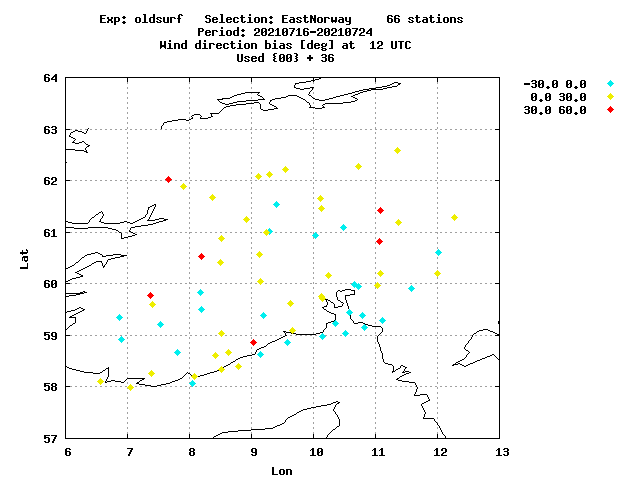 Exp: oldsurf   Selection: EastNorway     66 stations
Period: 20210716-20210724
Wind direction bias [deg] at  12 UTC
Used {00} + 36
-30.0 0.0
0.0 30.0
30.0 60.0
64
63
62
61
60
59
58
57
Lat
6 7 8 9 10 11 12 13
Lon